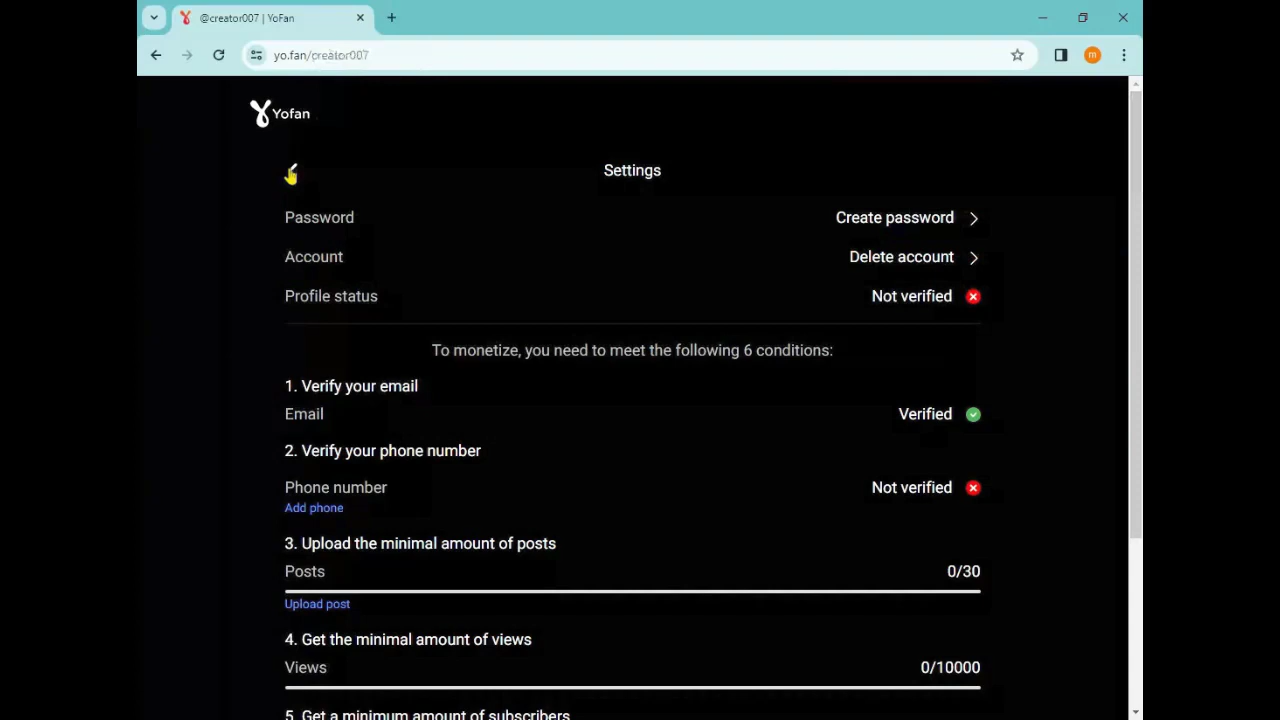 @creator007 | YoFan
yo.fan/creator007
m
Yofan
Settings
Password Create password
Account Delete account
Profile status Not verified
To monetize, you need to meet the following 6 conditions:
1. Verify your email
Email Verified
2. Verify your phone number
Phone number Not verified
Add phone
3. Upload the minimal amount of posts
Posts 0/30
Upload post
4. Get the minimal amount of views
Views 0/10000
5. Get a minimum amount of subscribers